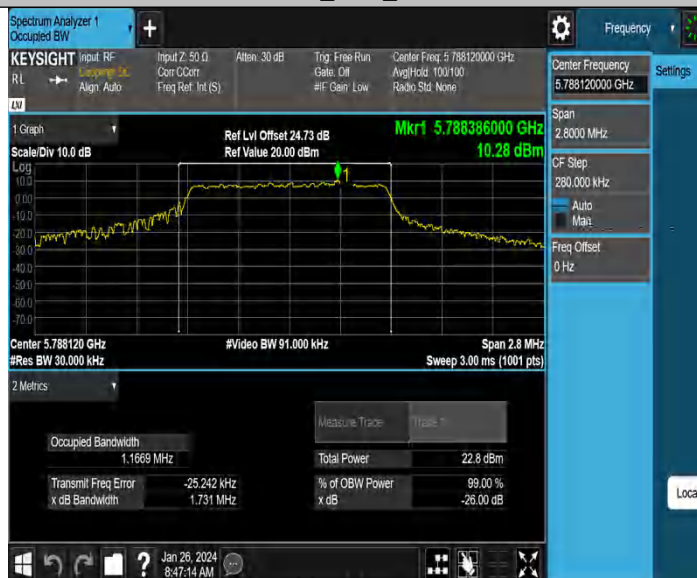 Spectrum Analyzer 1
Occupied BW
Frequency
KEYSIGHT Input: RF
RL
Coupling: DC
Align: Auto
Input Z: 50 Ω
Corr CCorr
Freq Ref: Int (S)
Atten: 30 dB
Trig: Free Run
Gate: Off
#IF Gain: Low
Center Freq: 5.788120000 GHz
Avg|Hold: 100/100
Radio Std: None
LXI
Center Frequency
5.788120000 GHz
Settings
Span
2.8000 MHz
CF Step
280.000 kHz
Auto
Man
Freq Offset
0 Hz
1 Graph
Scale/Div 10.0 dB
Ref Lvl Offset 24.73 dB
Ref Value 20.00 dBm
Mkr1 5.788386000 GHz
10.28 dBm
Log
10.0
0.00
-10.0
-20.0
-30.0
-40.0
-50.0
-60.0
-70.0
1
Center 5.788120 GHz
#Res BW 30.000 kHz
#Video BW 91.000 kHz
Span 2.8 MHz
Sweep 3.00 ms (1001 pts)
2 Metrics
Measure Trace
Trace 1
Occupied Bandwidth
1.1669 MHz
Total Power
22.8 dBm
Transmit Freq Error
-25.242 kHz
% of OBW Power
99.00 %
x dB Bandwidth
1.731 MHz
x dB
-26.00 dB
Loca
?
Jan 26, 2024
8:47:14 AM